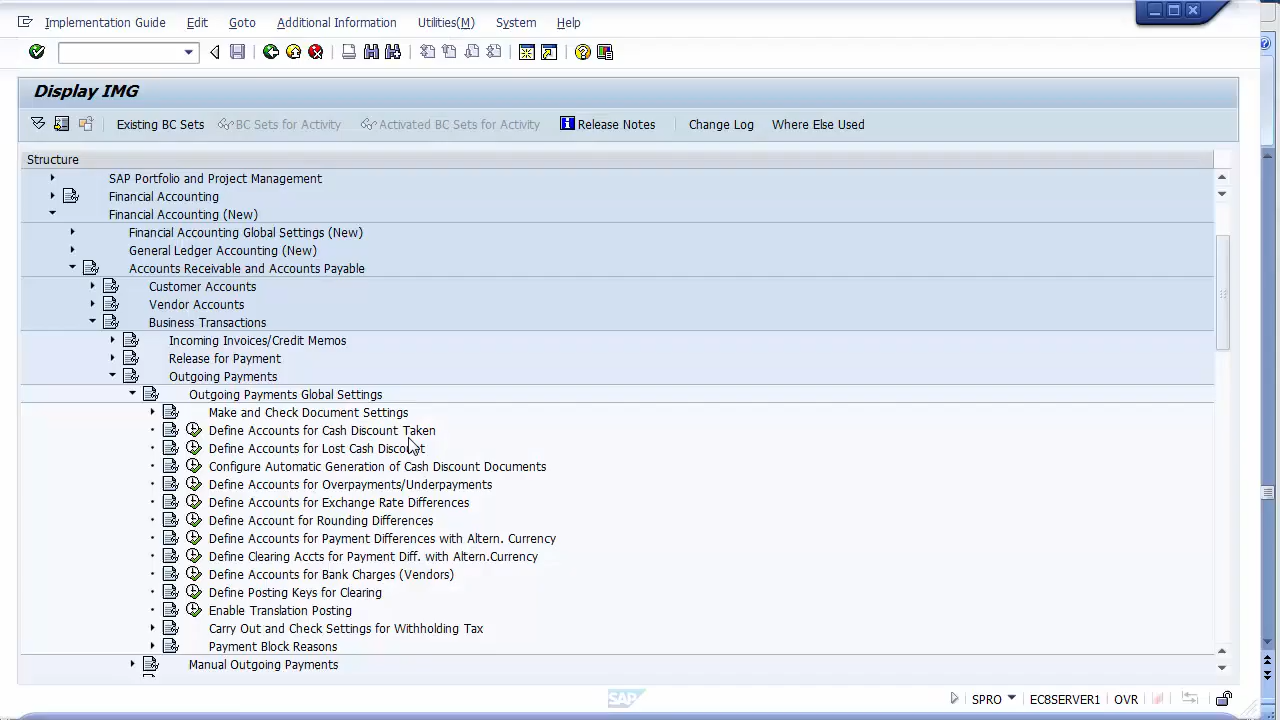 Implementation Guide Edit Goto Additional Information Utilities(M) System Help
Display IMG
Existing BC Sets BC Sets for Activity Activated BC Sets for Activity Release Notes Change Log Where Else Used
Structure
SAP Portfolio and Project Management
Financial Accounting
Financial Accounting (New)
Financial Accounting Global Settings (New)
General Ledger Accounting (New)
Accounts Receivable and Accounts Payable
Customer Accounts
Vendor Accounts
Business Transactions
Incoming Invoices/Credit Memos
Release for Payment
Outgoing Payments
Outgoing Payments Global Settings
Make and Check Document Settings
Define Accounts for Cash Discount Taken
Define Accounts for Lost Cash Discount
Configure Automatic Generation of Cash Discount Documents
Define Accounts for Overpayments/Underpayments
Define Accounts for Exchange Rate Differences
Define Account for Rounding Differences
Define Accounts for Payment Differences with Altern. Currency
Define Clearing Accts for Payment Diff. with Altern.Currency
Define Accounts for Bank Charges (Vendors)
Define Posting Keys for Clearing
Enable Translation Posting
Carry Out and Check Settings for Withholding Tax
Payment Block Reasons
Manual Outgoing Payments
SAP SPRO EC8SERVER1 OVR